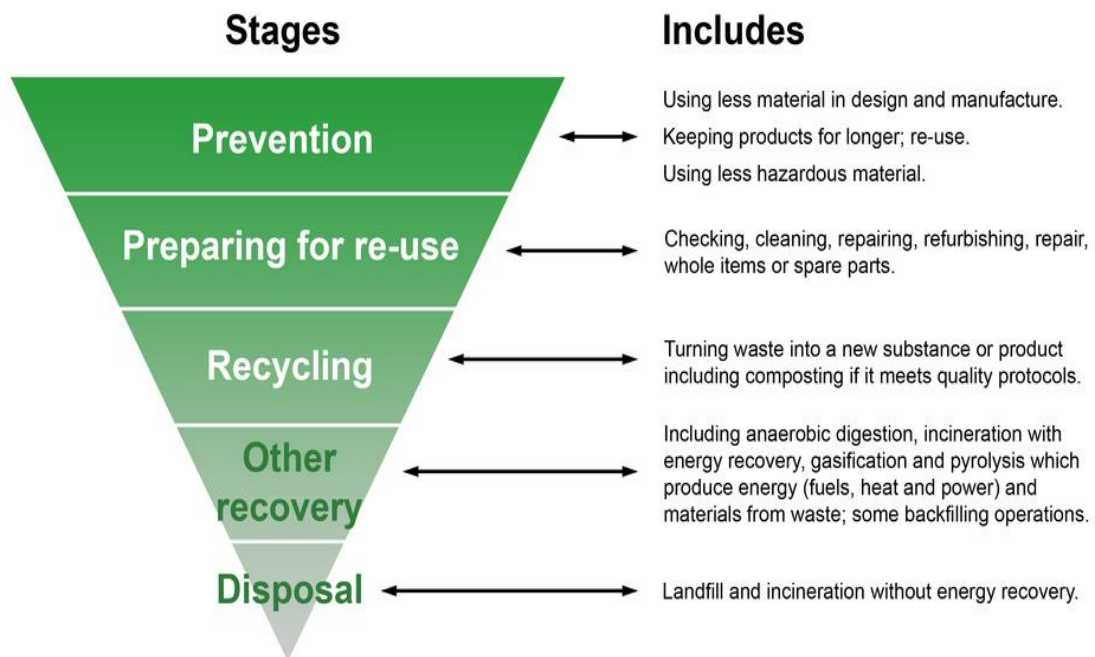 Stages
Includes
Prevention
Using less material in design and manufacture.
Keeping products for longer; re-use.
Using less hazardous material.
Preparing for re-use
Checking, cleaning, repairing, refurbishing, repair,
whole items or spare parts.
Recycling
Turning waste into a new substance or product
including composting if it meets quality protocols.
Other
recovery
Including anaerobic digestion, incineration with
energy recovery, gasification and pyrolysis which
produce energy (fuels, heat and power) and
materials from waste; some backfilling operations.
Disposal
Landfill and incineration without energy recovery.